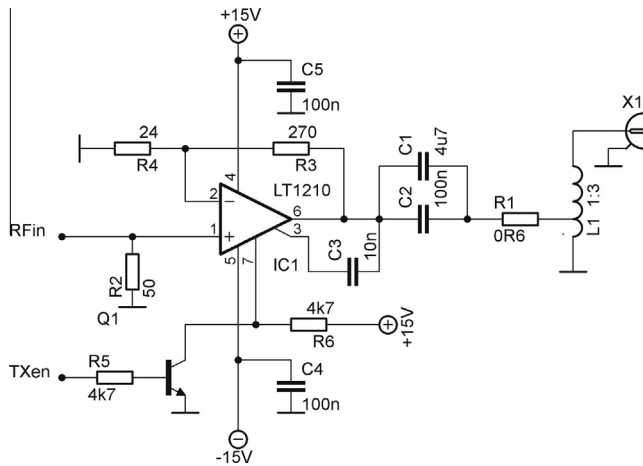 +15V
C5
100n
X1
24
R4
270
R3
C1
4u7
C2
100n
4
LT1210
2
6
3
R1
0R6
1:3
L1
RFin
1
C3
10n
IC1
5
7
R2
50
Q1
4k7
R6
+15V
TXen
R5
4k7
C4
100n
-15V